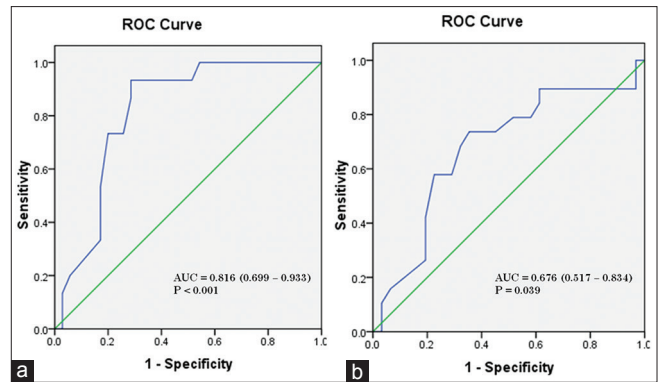 ROC Curve
1.0
0.8
0.6
0.4
0.2
0.0
Sensitivity
AUC = 0.816 (0.699 – 0.933)
P < 0.001
0.0 0.2 0.4 0.6 0.8 1.0
1 - Specificity
a
ROC Curve
1.0
0.8
0.6
0.4
0.2
0.0
Sensitivity
AUC = 0.676 (0.517 – 0.834)
P = 0.039
0.0 0.2 0.4 0.6 0.8 1.0
1 - Specificity
b